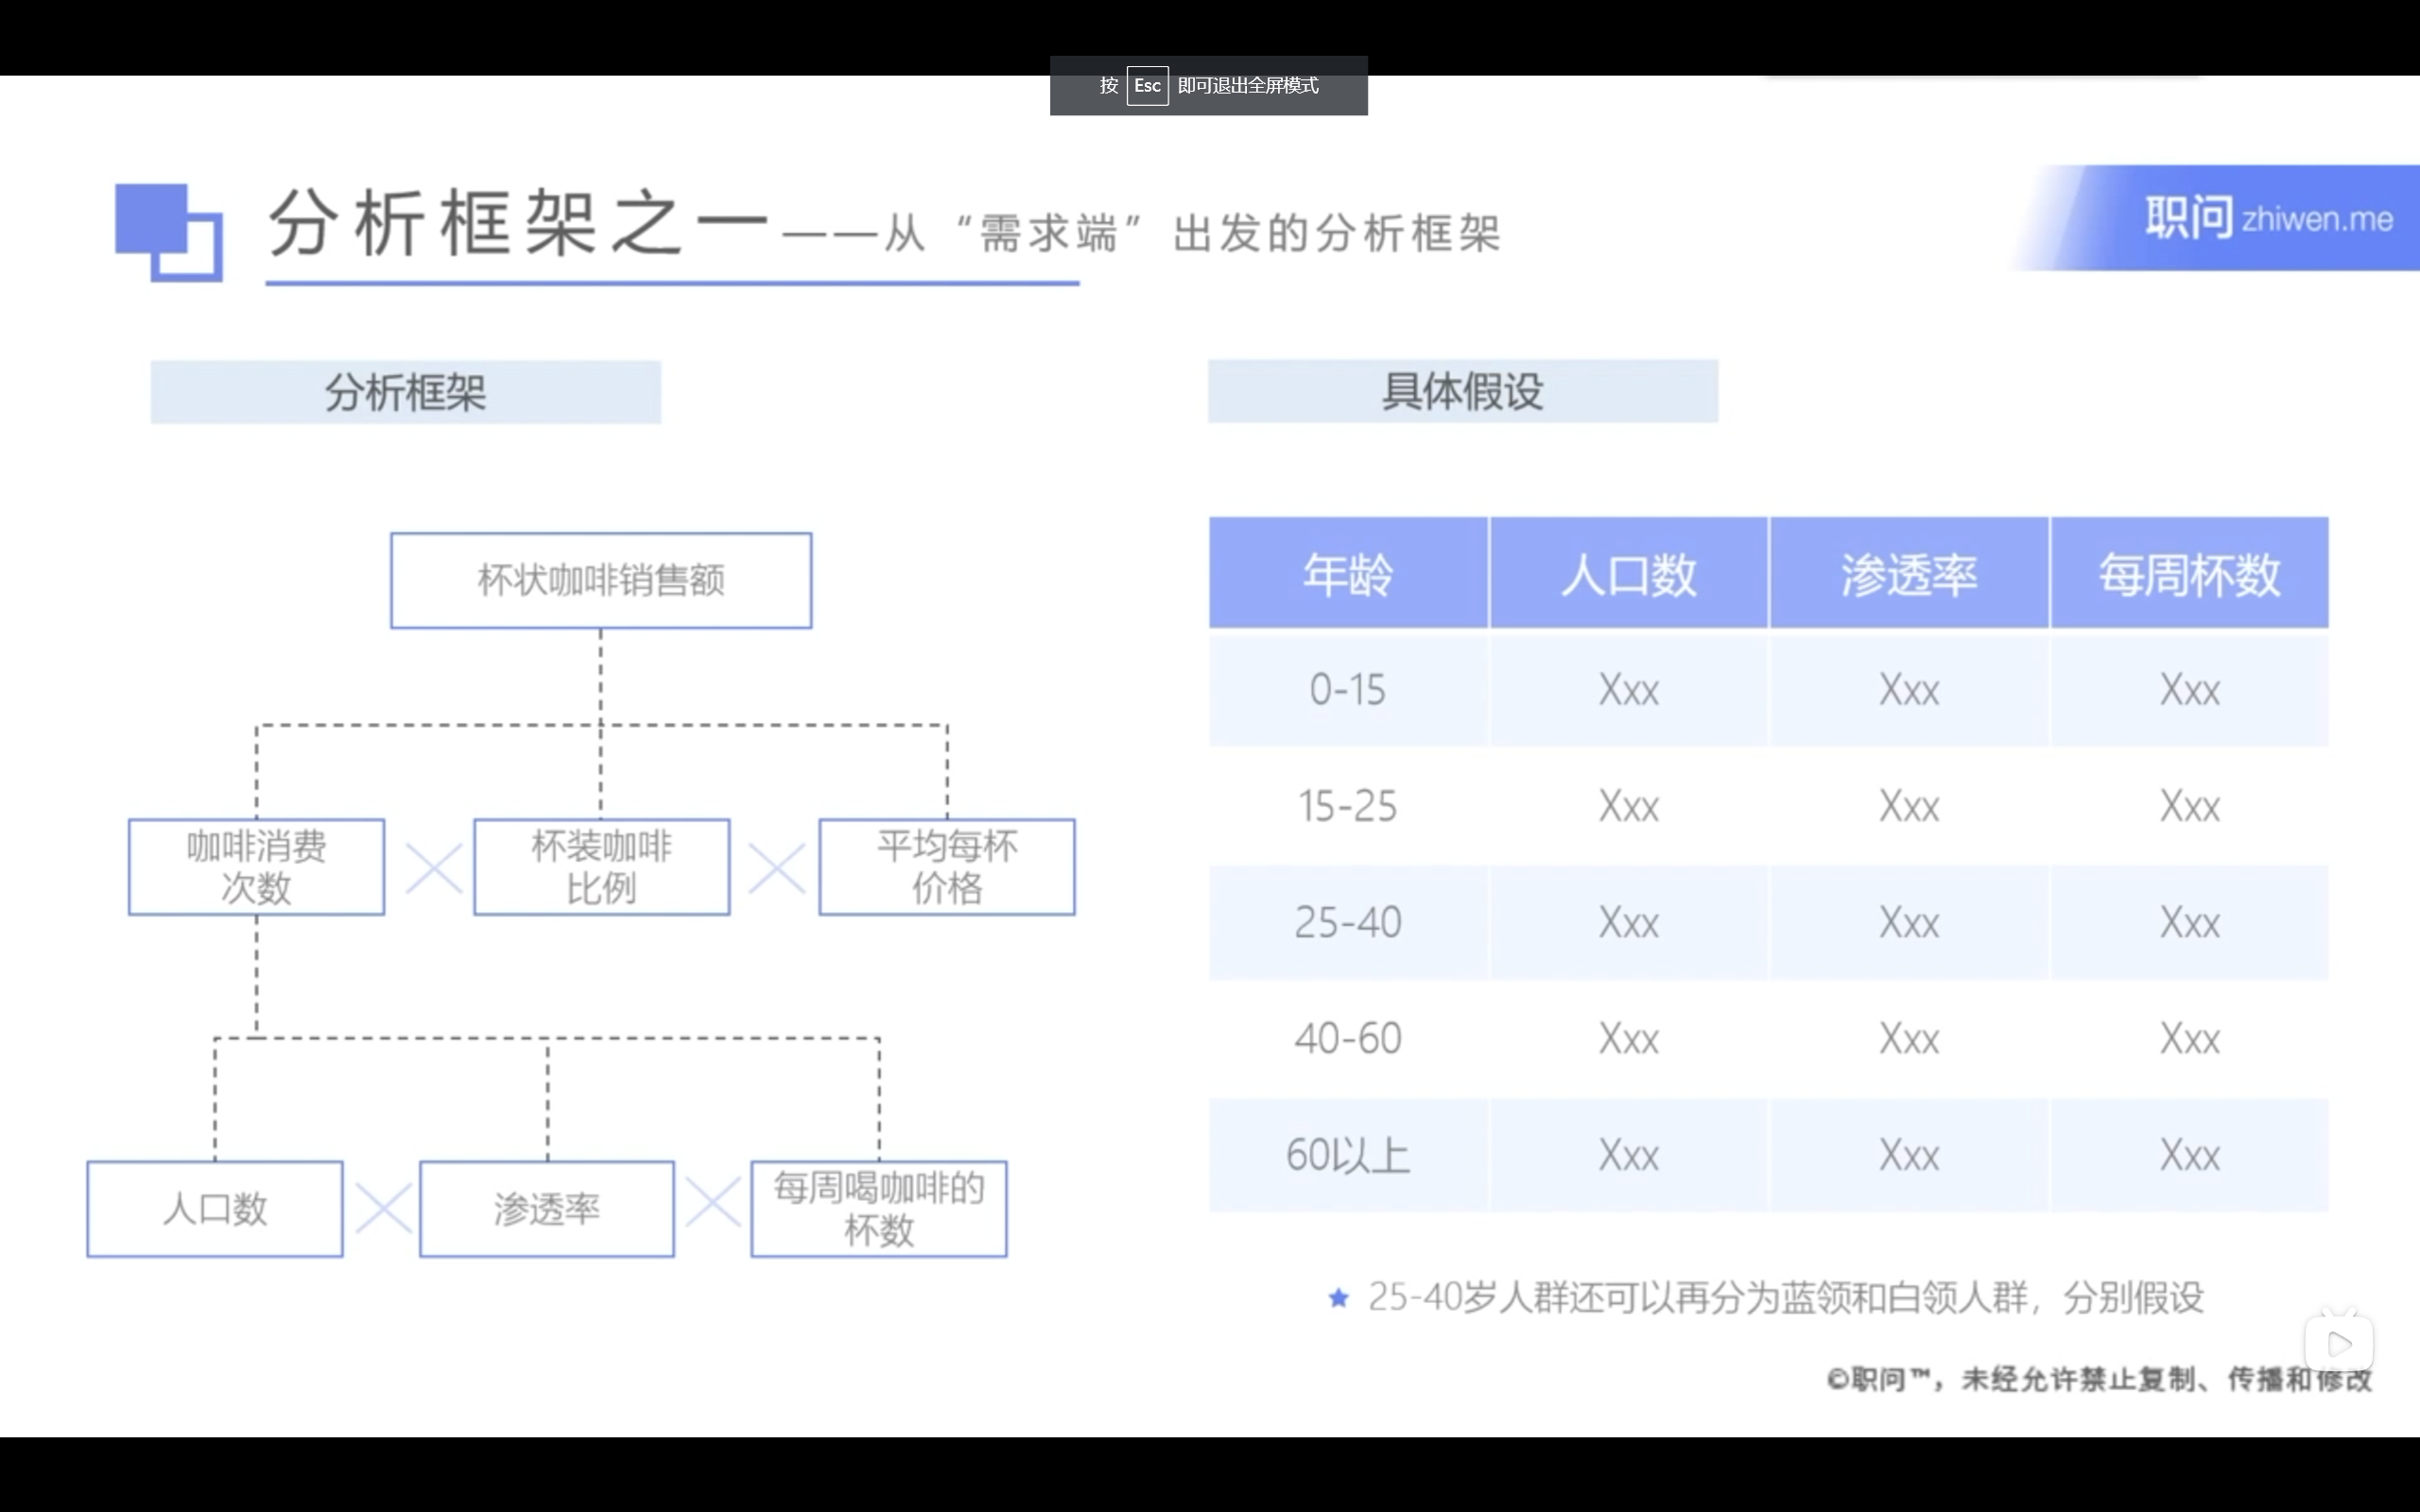 按 Esc 即可退出全屏模式
分析框架之一——从“需求端”出发的分析框架
职问 zhiwen.me
分析框架
杯状咖啡销售额
咖啡消费
次数
杯装咖啡
比例
平均每杯
价格
人口数
渗透率
每周喝咖啡的
杯数
具体假设
年龄 人口数 渗透率 每周杯数
0-15 Xxx Xxx Xxx
15-25 Xxx Xxx Xxx
25-40 Xxx Xxx Xxx
40-60 Xxx Xxx Xxx
60以上 Xxx Xxx Xxx
25-40岁人群还可以再分为蓝领和白领人群，分别假设
©职问™，未经允许禁止复制、传播和修改